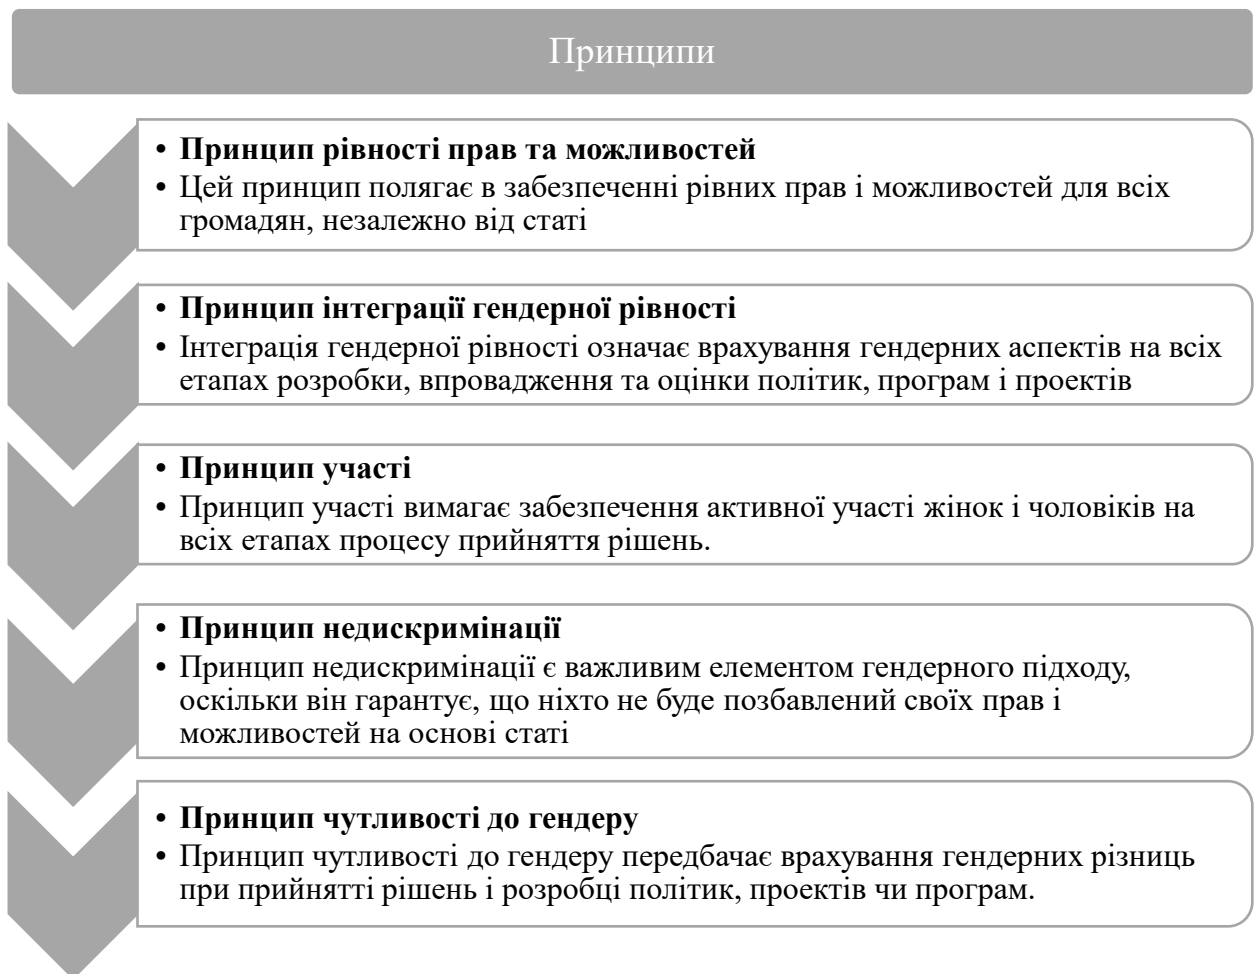 Принципи
• Принцип рівності прав та можливостей
• Цей принцип полягає в забезпеченні рівних прав і можливостей для всіх
громадян, незалежно від статі
• Принцип інтеграції гендерної рівності
• Інтеграція гендерної рівності означає врахування гендерних аспектів на всіх
етапах розробки, впровадження та оцінки політик, програм і проектів
• Принцип участі
• Принцип участі вимагає забезпечення активної участі жінок і чоловіків на
всіх етапах процесу прийняття рішень.
• Принцип недискримінації
• Принцип недискримінації є важливим елементом гендерного підходу,
оскільки він гарантує, що ніхто не буде позбавлений своїх прав і
можливостей на основі статі
• Принцип чутливості до гендеру
• Принцип чутливості до гендеру передбачає врахування гендерних різниць
при прийнятті рішень і розробці політик, проектів чи програм.